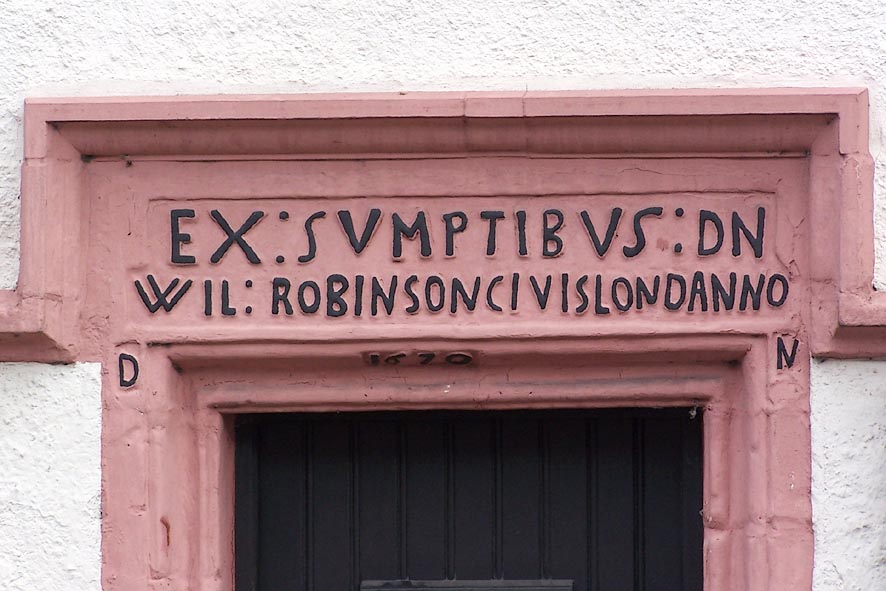 EX:SVMPTIBVS:DN
WIL:ROBINSONCIVISLONDANNO
D 1670 N